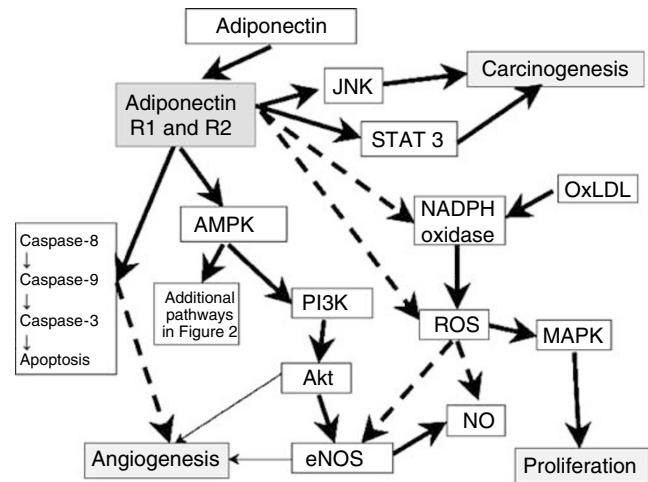 Adiponectin
Adiponectin
R1 and R2
JNK
Carcinogenesis
STAT 3
OxLDL
NADPH
oxidase
AMPK
Caspase-8
↓
Caspase-9
↓
Caspase-3
↓
Apoptosis
Additional
pathways
in Figure 2
PI3K
ROS
MAPK
Akt
NO
Angiogenesis
eNOS
Proliferation